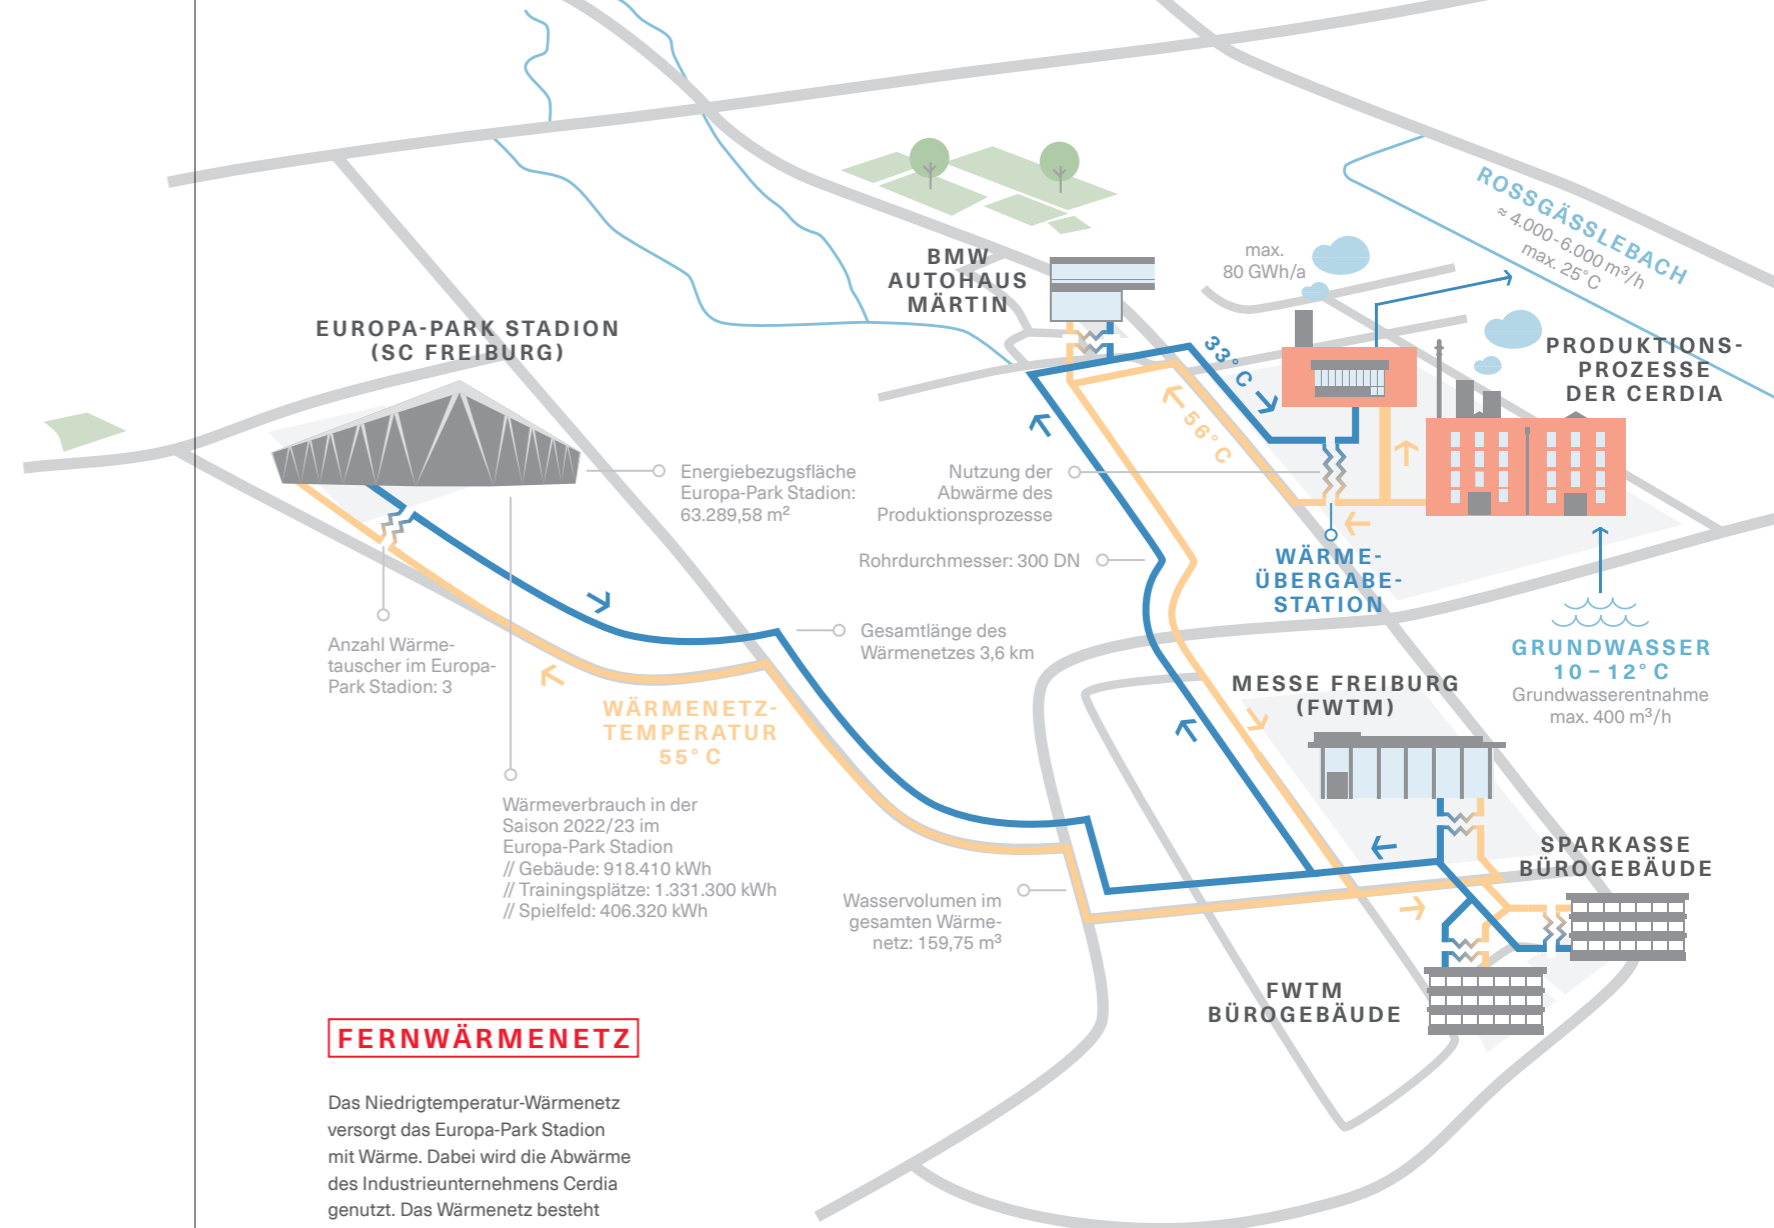 ROSSGÄSSLEBACH
≈ 4.000-6.000 m³/h
max. 25°C
BMW
AUTOHAUS
MÄRTIN
max.
80 GWh/a
EUROPA-PARK STADION
(SC FREIBURG)
33°C
56°C
PRODUKTIONS-
PROZESSE
DER CERDIA
Energiebezugsfläche
Europa-Park Stadion:
63.289,58 m²
Nutzung der
Abwärme des
Produktionsprozesse
Rohrdurchmesser: 300 DN
WÄRME-
ÜBERGABE-
STATION
Anzahl Wärme-
tauscher im Europa-
Park Stadion: 3
Gesamtlänge des
Wärmenetzes 3,6 km
GRUNDWASSER
10 – 12° C
Grundwasserentnahme
max. 400 m³/h
WÄRMENETZ-
TEMPERATUR
55° C
MESSE FREIBURG
(FWTM)
Wärmeverbrauch in der
Saison 2022/23 im
Europa-Park Stadion
// Gebäude: 918.410 kWh
// Trainingsplätze: 1.331.300 kWh
// Spielfeld: 406.320 kWh
Wasservolumen im
gesamten Wärme-
netz: 159,75 m³
SPARKASSE
BÜROGEBÄUDE
FWTM
BÜROGEBÄUDE
FERNWÄRMENETZ
Das Niedrigtemperatur-Wärmenetz
versorgt das Europa-Park Stadion
mit Wärme. Dabei wird die Abwärme
des Industrieunternehmens Cerdia
genutzt. Das Wärmenetz besteht